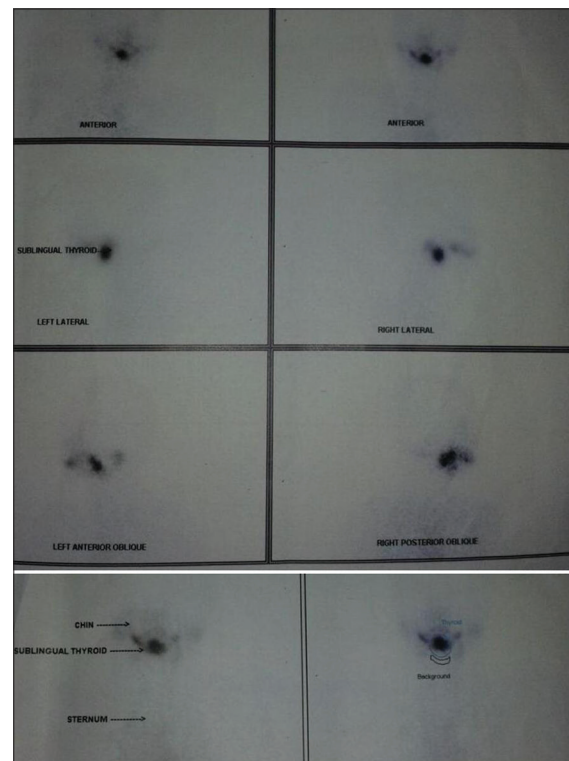 ANTERIOR
ANTERIOR
SUBLINGUAL THYROID
LEFT LATERAL
RIGHT LATERAL
LEFT ANTERIOR OBLIQUE
RIGHT POSTERIOR OBLIQUE
CHIN
SUBLINGUAL THYROID
STERNUM
Thyroid
Background